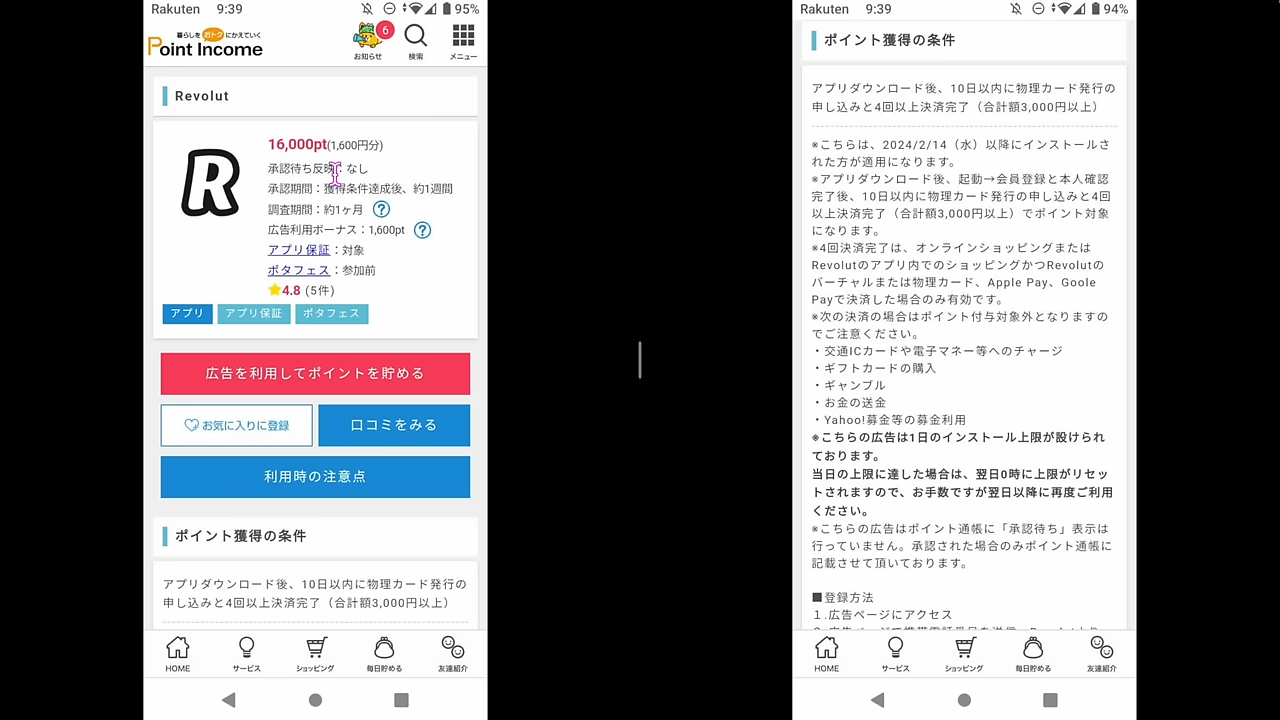 Rakuten 9:39 95%
暮らしを おトク にかえていく
Point Income
6
お知らせ 検索 メニュー
Revolut
16,000pt(1,600円分)
承認待ち反映：なし
承認期間：獲得条件達成後、約1週間
調査期間：約1ヶ月 ?
広告利用ボーナス：1,600pt ?
アプリ保証：対象
ポタフェス：参加前
4.8 (5件)
R
アプリ アプリ保証 ポタフェス
広告を利用してポイントを貯める
お気に入りに登録 口コミをみる
利用時の注意点
ポイント獲得の条件
アプリダウンロード後、10日以内に物理カード発行の
申し込みと4回以上決済完了（合計額3,000円以上）
HOME サービス ショッピング 毎日貯める 友達紹介
Rakuten 9:39 94%
ポイント獲得の条件
アプリダウンロード後、10日以内に物理カード発行の
申し込みと4回以上決済完了（合計額3,000円以上）
※こちらは、2024/2/14（水）以降にインストールさ
れた方が適用になります。
※アプリダウンロード後、起動→会員登録と本人確認
完了後、10日以内に物理カード発行の申し込みと4回
以上決済完了（合計額3,000円以上）でポイント対象
になります。
※4回決済完了は、オンラインショッピングまたは
Revolutのアプリ内でのショッピングかつRevolutの
バーチャルまたは物理カード、Apple Pay、Goole
Payで決済した場合のみ有効です。
※次の決済の場合はポイント付与対象外となりますの
でご注意ください。
・交通ICカードや電子マネー等へのチャージ
・ギフトカードの購入
・ギャンブル
・お金の送金
・Yahoo!募金等の募金利用
※こちらの広告は1日のインストール上限が設けられ
ております。
当日の上限に達した場合は、翌日0時に上限がリセッ
トされますので、お手数ですが翌日以降に再度ご利用
ください。
※こちらの広告はポイント通帳に「承認待ち」表示は
行っていません。承認された場合のみポイント通帳に
記載させて頂いております。
■登録方法
１.広告ページにアクセス
HOME サービス ショッピング 毎日貯める 友達紹介